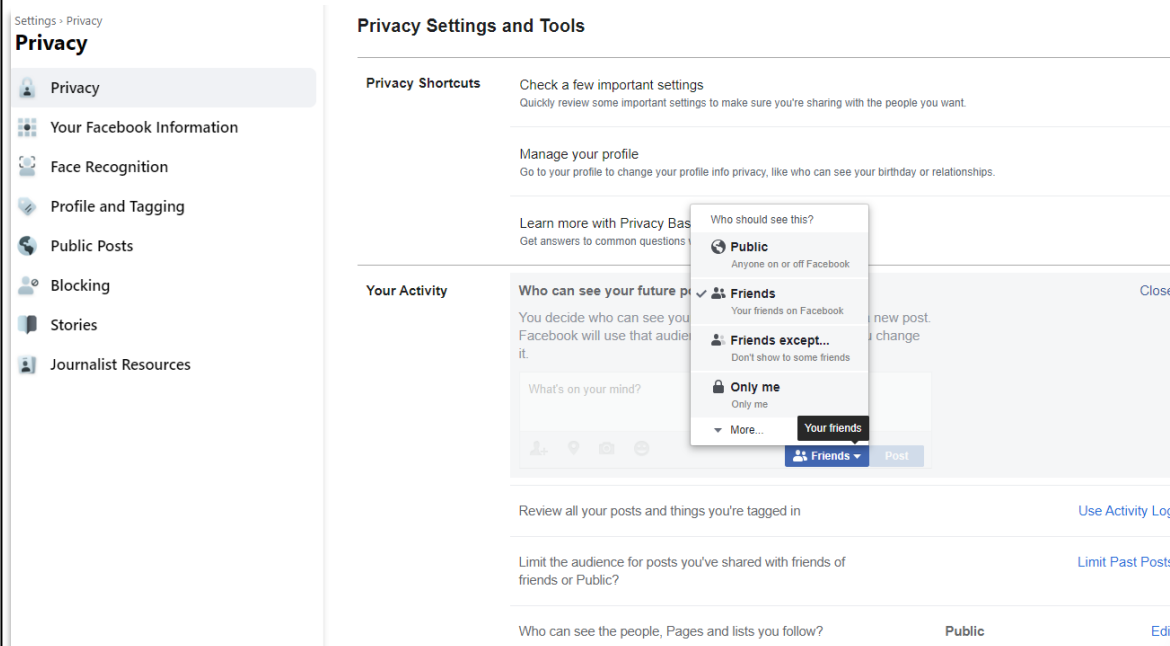 Settings › Privacy
Privacy
Privacy
Your Facebook Information
Face Recognition
Profile and Tagging
Public Posts
Blocking
Stories
Journalist Resources
Privacy Settings and Tools
Privacy Shortcuts
Check a few important settings
Quickly review some important settings to make sure you're sharing with the people you want.
Manage your profile
Go to your profile to change your profile info privacy, like who can see your birthday or relationships.
Learn more with Privacy Bas
Get answers to common questions
Your Activity
Who can see your future po
Close
You decide who can see you
new post.
Facebook will use that audie
u change
it.
What's on your mind?
Who should see this?
Public
Anyone on or off Facebook
Friends
Your friends on Facebook
Friends except...
Don't show to some friends
Only me
Only me
More...
Your friends
Friends
Post
Review all your posts and things you're tagged in
Use Activity Log
Limit the audience for posts you've shared with friends of
friends or Public?
Limit Past Posts
Who can see the people, Pages and lists you follow?
Public
Edi